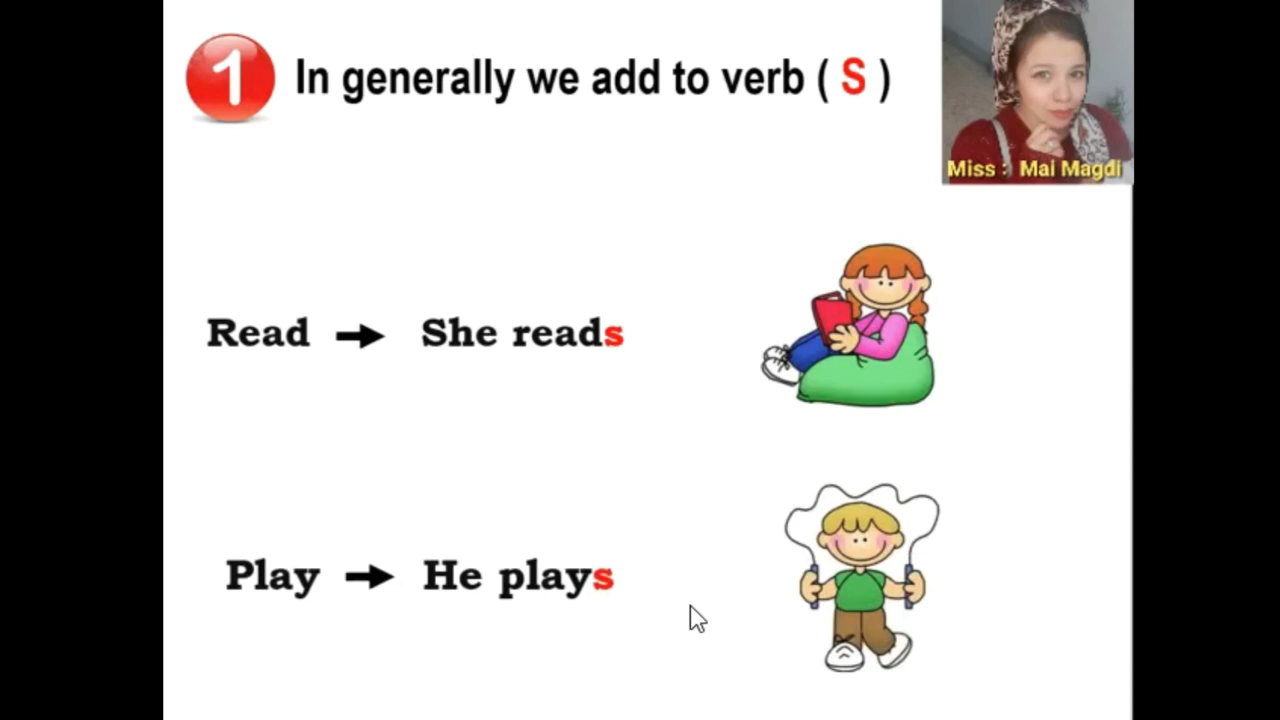 1 In generally we add to verb ( S )
Miss : Mai Magdi
Read → She reads
Play → He plays